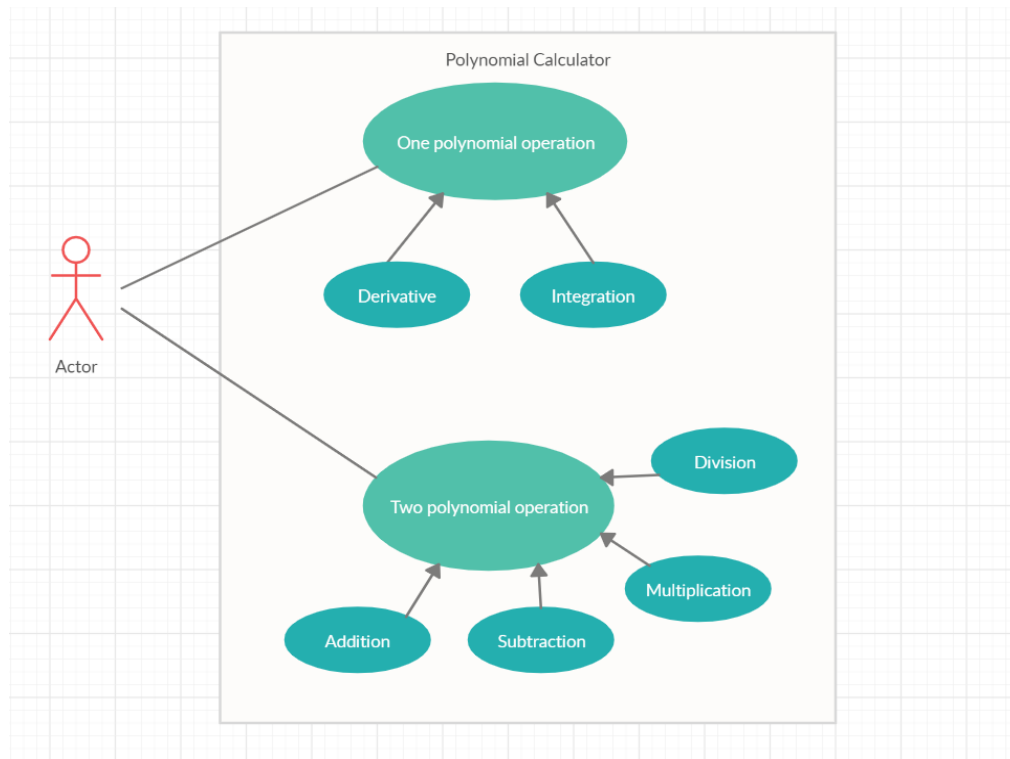 Polynomial Calculator
One polynomial operation
Derivative
Integration
Actor
Division
Two polynomial operation
Multiplication
Addition
Subtraction